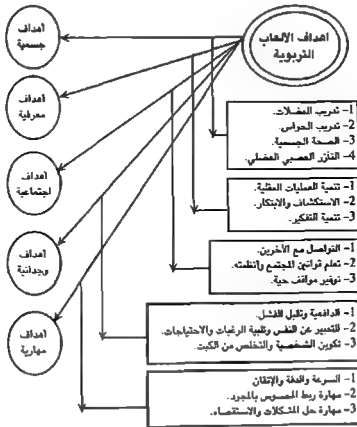 أهداف الألعاب
التربوية
أهداف
جسمية
أهداف
معرفية
أهداف
اجتماعية
أهداف
وجدانية
أهداف
مهارية
1- تدريب العضلات.
2- تدريب الحواس.
3- الصحة الجسمية.
4- التآزر العصبي العضلي.
1- تنمية العمليات العقلية.
2- الاستكشاف والابتكار.
3- تنمية التفكير.
1- التواصل مع الآخرين.
2- تعلم قوانين المجتمع وأنظمته.
3- توفير مواقف حية.
1- الدافعية وتقبل الفشل.
2- التعبير عن النفس وتلبية الرغبات والاحتياجات.
3- تكوين الشخصية والتخلص من الكبت.
1- السرعة والدقة والإتقان.
2- مهارة ربط المحسوس بالمجرد.
3- مهارة حل المشكلات والاستقصاء.